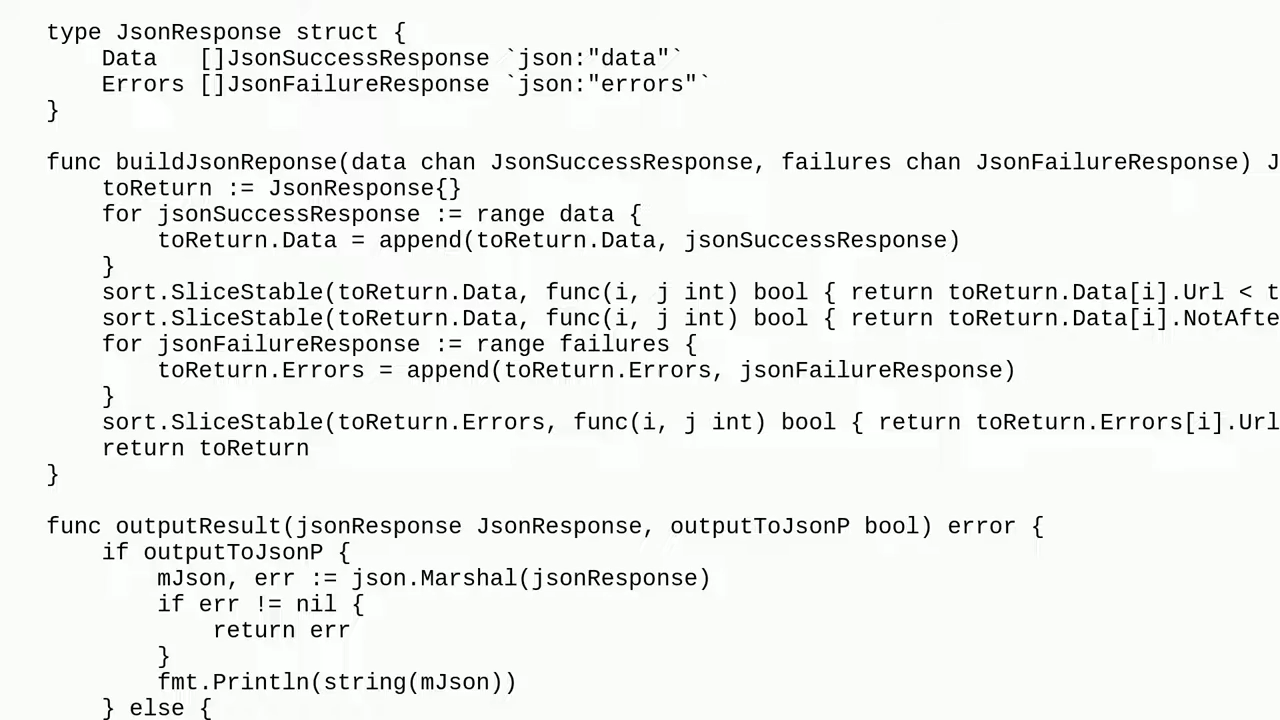 type JsonResponse struct {
    Data   []JsonSuccessResponse `json:"data"`
    Errors []JsonFailureResponse `json:"errors"`
}

func buildJsonReponse(data chan JsonSuccessResponse, failures chan JsonFailureResponse) J
    toReturn := JsonResponse{}
    for jsonSuccessResponse := range data {
        toReturn.Data = append(toReturn.Data, jsonSuccessResponse)
    }
    sort.SliceStable(toReturn.Data, func(i, j int) bool { return toReturn.Data[i].Url < t
    sort.SliceStable(toReturn.Data, func(i, j int) bool { return toReturn.Data[i].NotAfte
    for jsonFailureResponse := range failures {
        toReturn.Errors = append(toReturn.Errors, jsonFailureResponse)
    }
    sort.SliceStable(toReturn.Errors, func(i, j int) bool { return toReturn.Errors[i].Url
    return toReturn
}

func outputResult(jsonResponse JsonResponse, outputToJsonP bool) error {
    if outputToJsonP {
        mJson, err := json.Marshal(jsonResponse)
        if err != nil {
            return err
        }
        fmt.Println(string(mJson))
    } else {